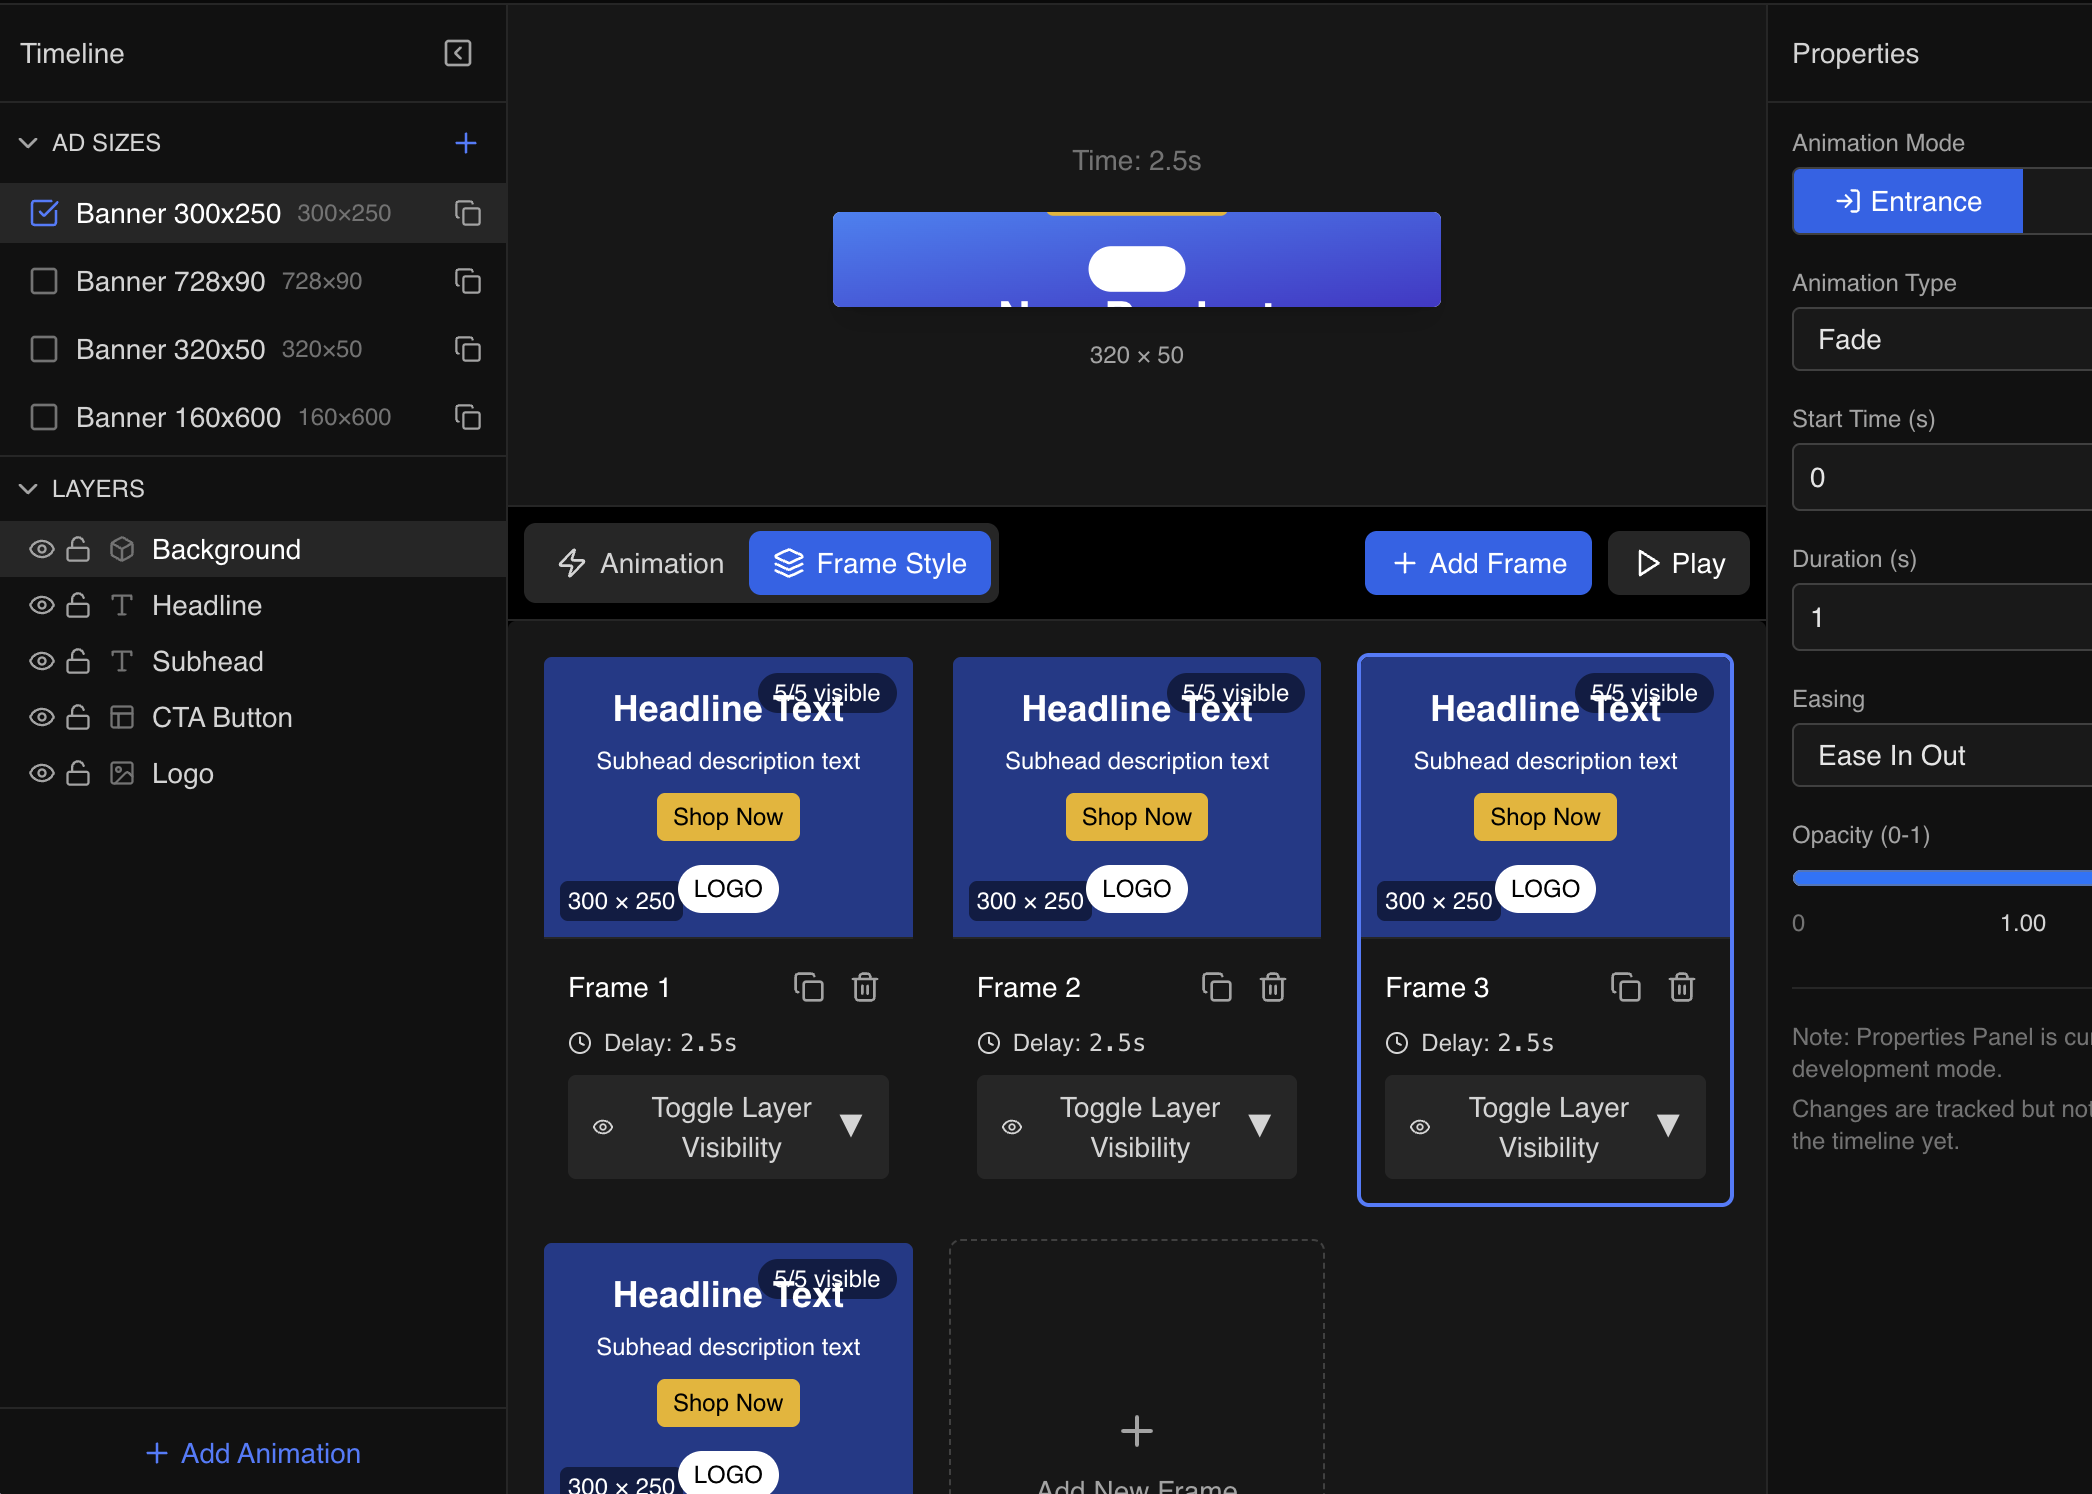 Timeline
AD SIZES
Banner 300x250 300×250
Banner 728x90 728×90
Banner 320x50 320×50
Banner 160x600 160×600
LAYERS
Background
Headline
Subhead
CTA Button
Logo
Add Animation
Time: 2.5s
320 × 50
Animation
Frame Style
Add Frame
Play
5/5 visible
Headline Text
Subhead description text
Shop Now
LOGO
300 × 250
Frame 1
Delay: 2.5s
Toggle Layer
Visibility
5/5 visible
Headline Text
Subhead description text
Shop Now
LOGO
300 × 250
Frame 2
Delay: 2.5s
Toggle Layer
Visibility
5/5 visible
Headline Text
Subhead description text
Shop Now
LOGO
300 × 250
Frame 3
Delay: 2.5s
Toggle Layer
Visibility
5/5 visible
Headline Text
Subhead description text
Shop Now
LOGO
300 × 250
Add New Frame
Properties
Animation Mode
Entrance
Animation Type
Fade
Start Time (s)
0
Duration (s)
1
Easing
Ease In Out
Opacity (0-1)
0
1.00
Note: Properties Panel is
development mode.
Changes are tracked but not
the timeline yet.